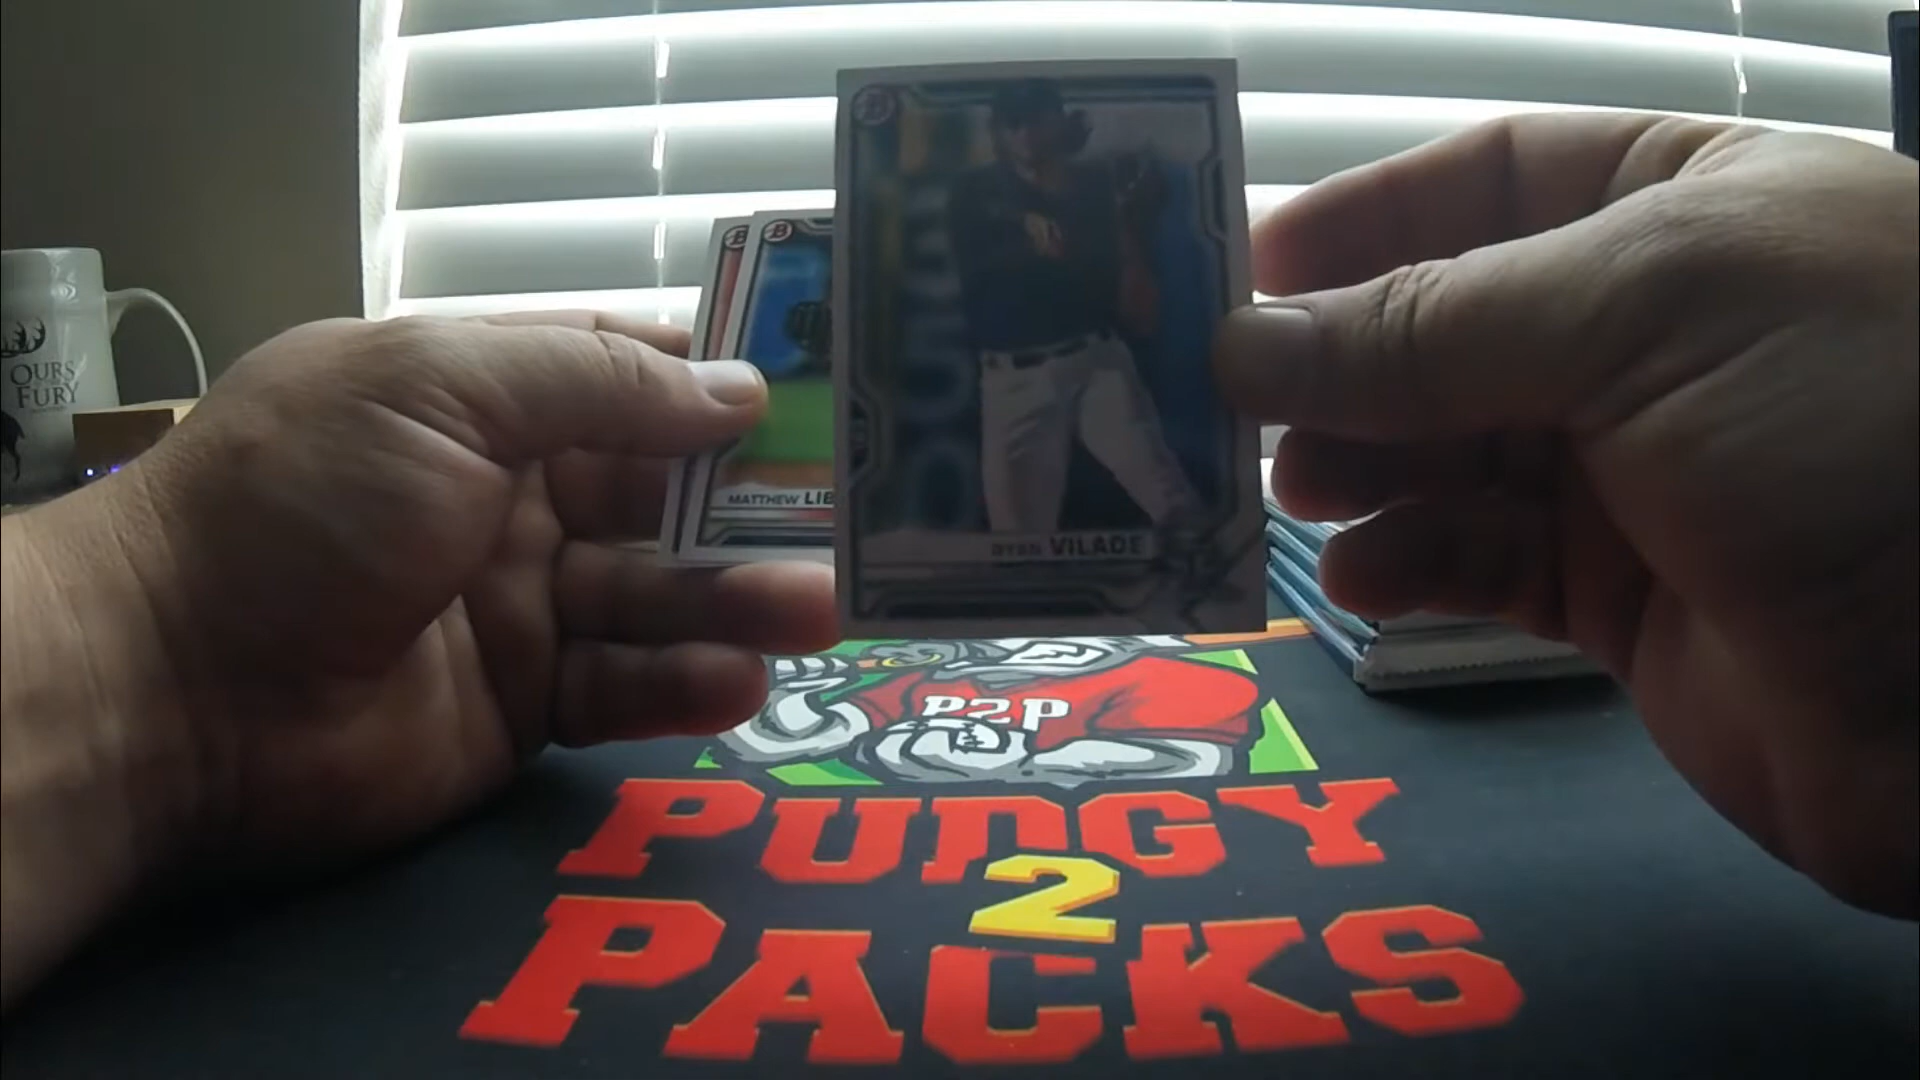 OURS
FURY
B
B
B
MATTHEW LIB
RYAN VILADE
P2P
PUDGY
2
PACKS